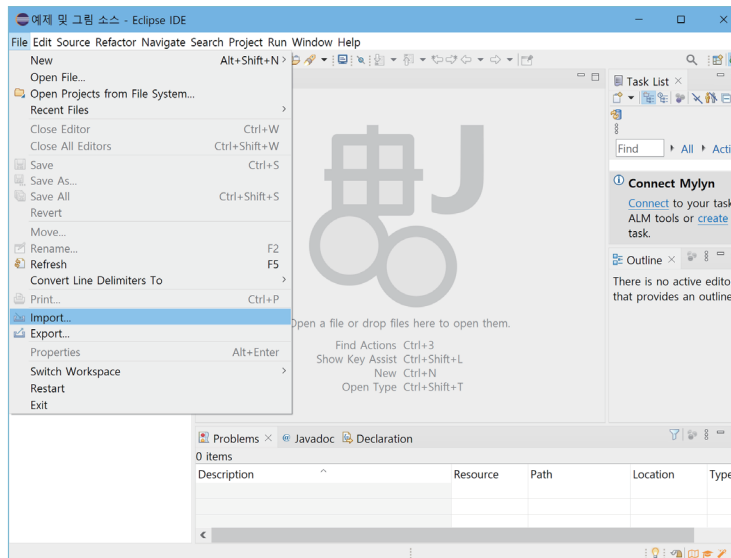 예제 및 그림 소스 - Eclipse IDE
File Edit Source Refactor Navigate Search Project Run Window Help
New Alt+Shift+N >
Open File...
Open Projects from File System...
Recent Files >
Close Editor Ctrl+W
Close All Editors Ctrl+Shift+W
Save Ctrl+S
Save As...
Save All Ctrl+Shift+S
Revert
Move...
Rename... F2
Refresh F5
Convert Line Delimiters To >
Print... Ctrl+P
Import...
Export...
Properties Alt+Enter
Switch Workspace >
Restart
Exit
Open a file or drop files here to open them.
Find Actions Ctrl+3
Show Key Assist Ctrl+Shift+L
New Ctrl+N
Open Type Ctrl+Shift+T
Task List
Find All Acti
Connect Mylyn
Connect to your task
ALM tools or create
task.
Outline
There is no active edito
that provides an outline
Problems @ Javadoc Declaration
0 items
Description Resource Path Location Type